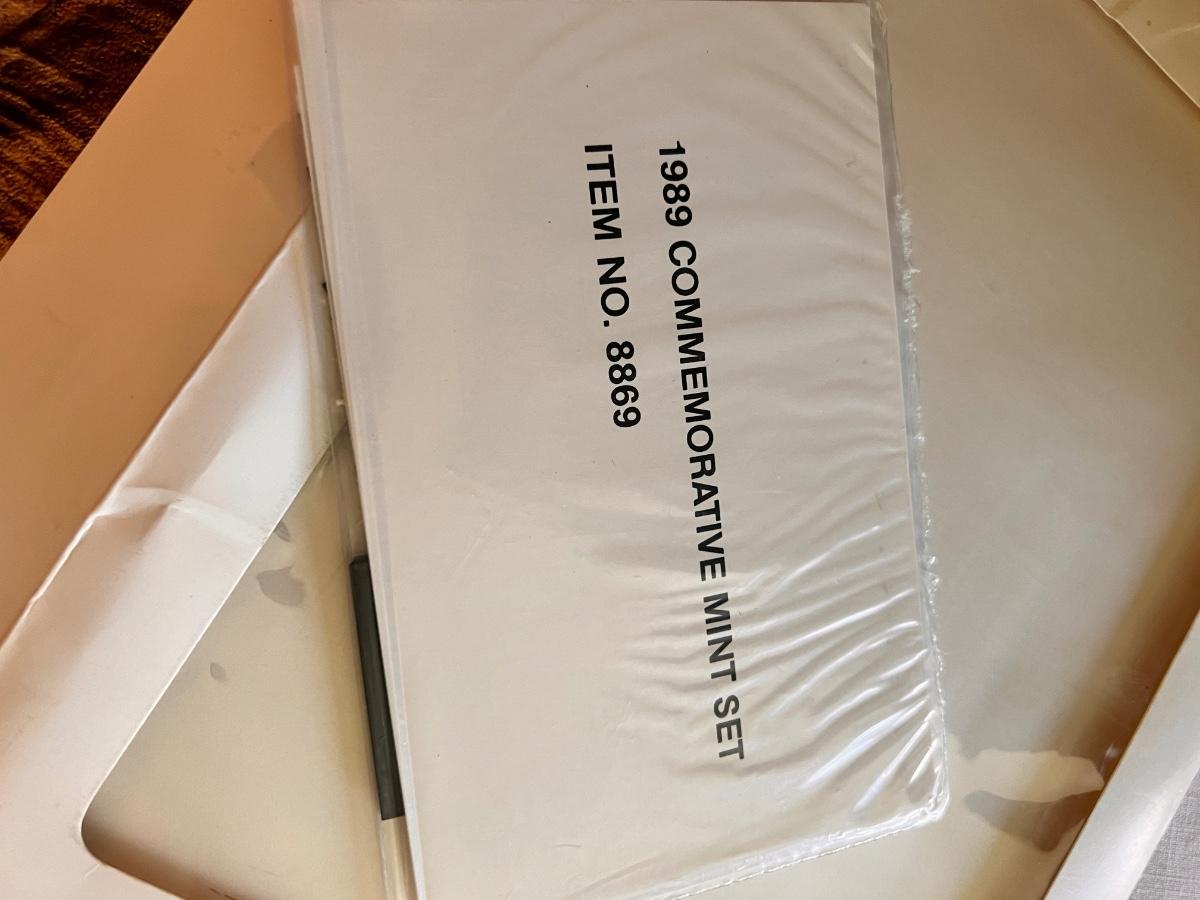 1989 COMMEMORATIVE MINT SET
ITEM NO. 8869